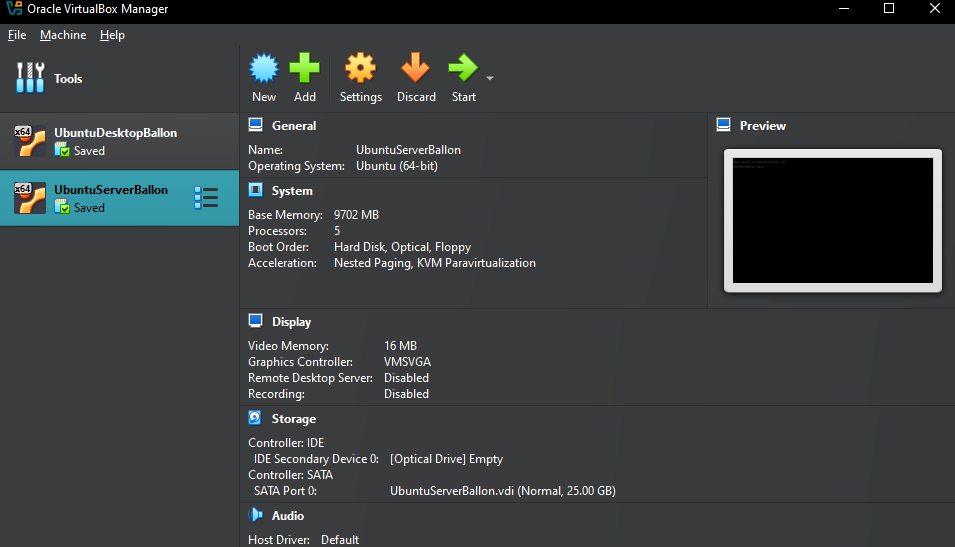 Oracle VirtualBox Manager
File Machine Help
Tools
New Add Settings Discard Start
x64 UbuntuDesktopBallon
Saved
x64 UbuntuServerBallon
Saved
General
Name: UbuntuServerBallon
Operating System: Ubuntu (64-bit)
Preview
System
Base Memory: 9702 MB
Processors: 5
Boot Order: Hard Disk, Optical, Floppy
Acceleration: Nested Paging, KVM Paravirtualization
Display
Video Memory: 16 MB
Graphics Controller: VMSVGA
Remote Desktop Server: Disabled
Recording: Disabled
Storage
Controller: IDE
IDE Secondary Device 0: [Optical Drive] Empty
Controller: SATA
SATA Port 0: UbuntuServerBallon.vdi (Normal, 25.00 GB)
Audio
Host Driver: Default